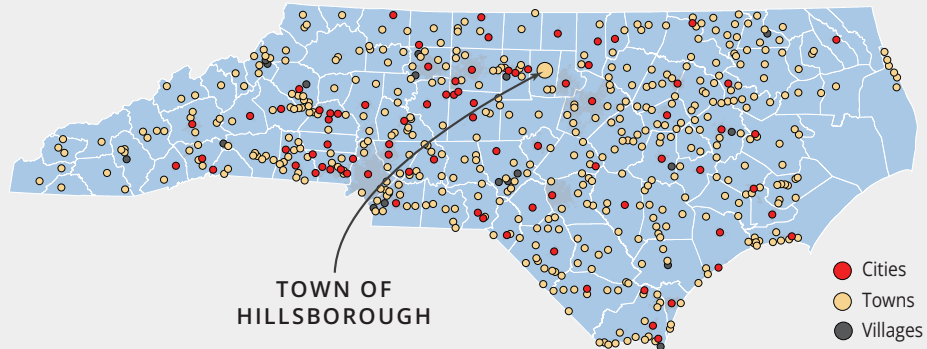 TOWN OF
HILLSBOROUGH
Cities
Towns
Villages